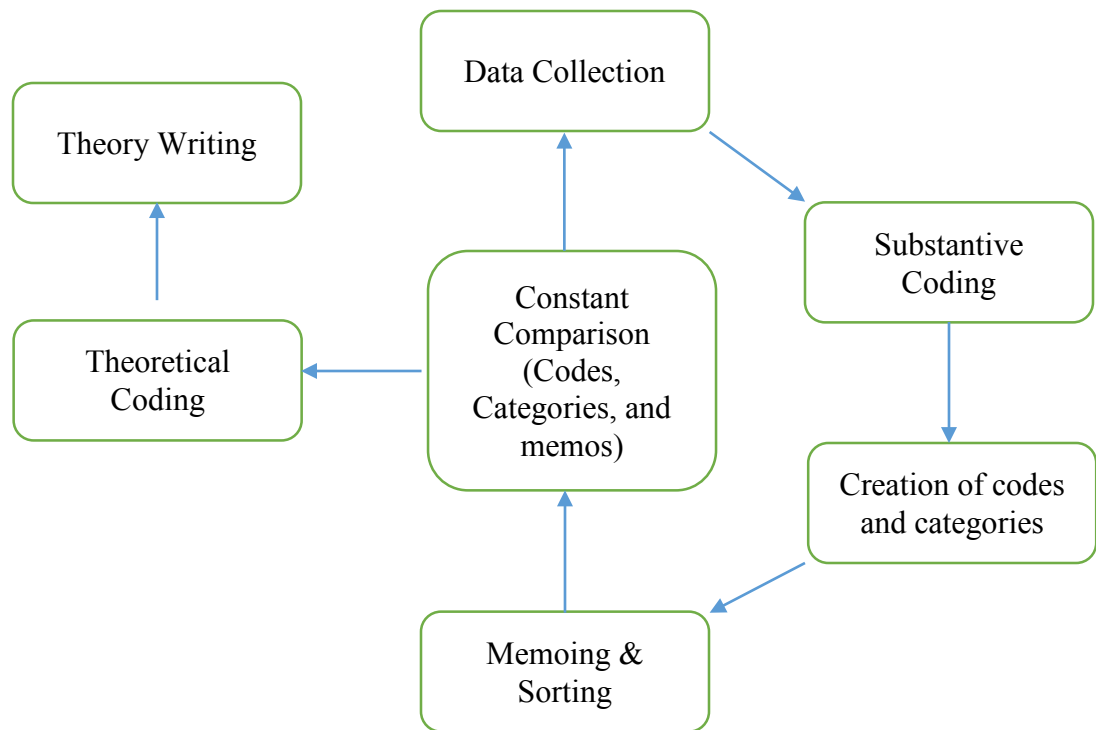 Data Collection
Theory Writing
Substantive
Coding
Constant
Comparison
(Codes,
Categories, and
memos)
Theoretical
Coding
Creation of codes
and categories
Memoing &
Sorting